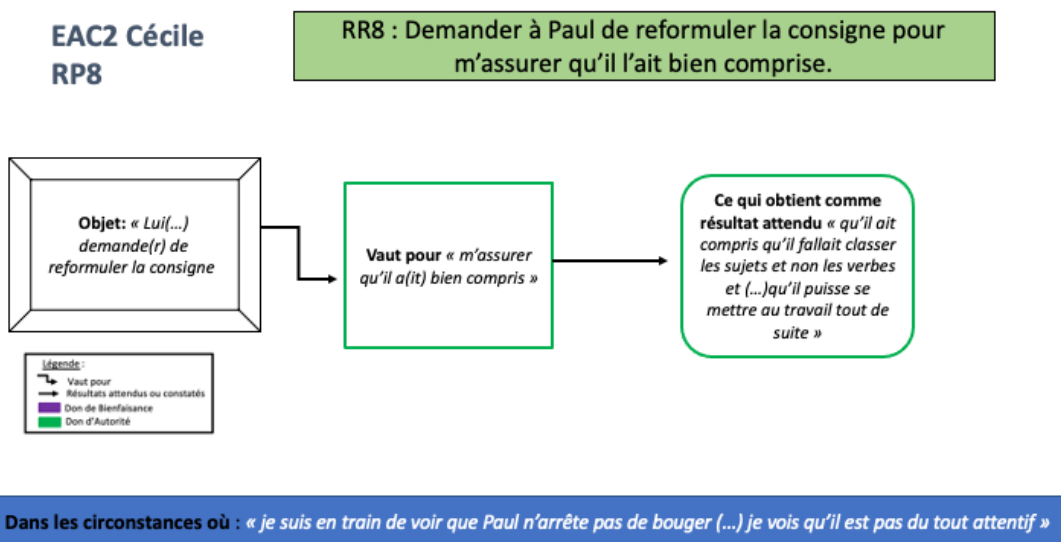 EAC2 Cécile
RP8
RR8 : Demander à Paul de reformuler la consigne pour
m’assurer qu’il l’ait bien comprise.
Objet: « Lui(…)
demande(r) de
reformuler la consigne
Vaut pour « m’assurer
qu’il a(it) bien compris »
Ce qui obtient comme
résultat attendu « qu’il ait
compris qu’il fallait classer
les sujets et non les verbes
et (…)qu’il puisse se
mettre au travail tout de
suite »
Légende :
Vaut pour
Résultats attendus ou constatés
Don de Bienfaisance
Don d’Autorité
Dans les circonstances où : « je suis en train de voir que Paul n’arrête pas de bouger (…) je vois qu’il est pas du tout attentif »